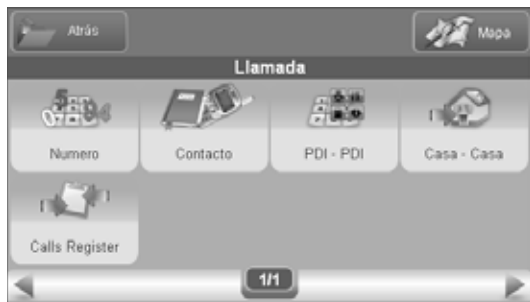 Atrás
Mapa
Llamada
Numero
Contacto
PDI - PDI
Casa - Casa
Calls Register
1/1